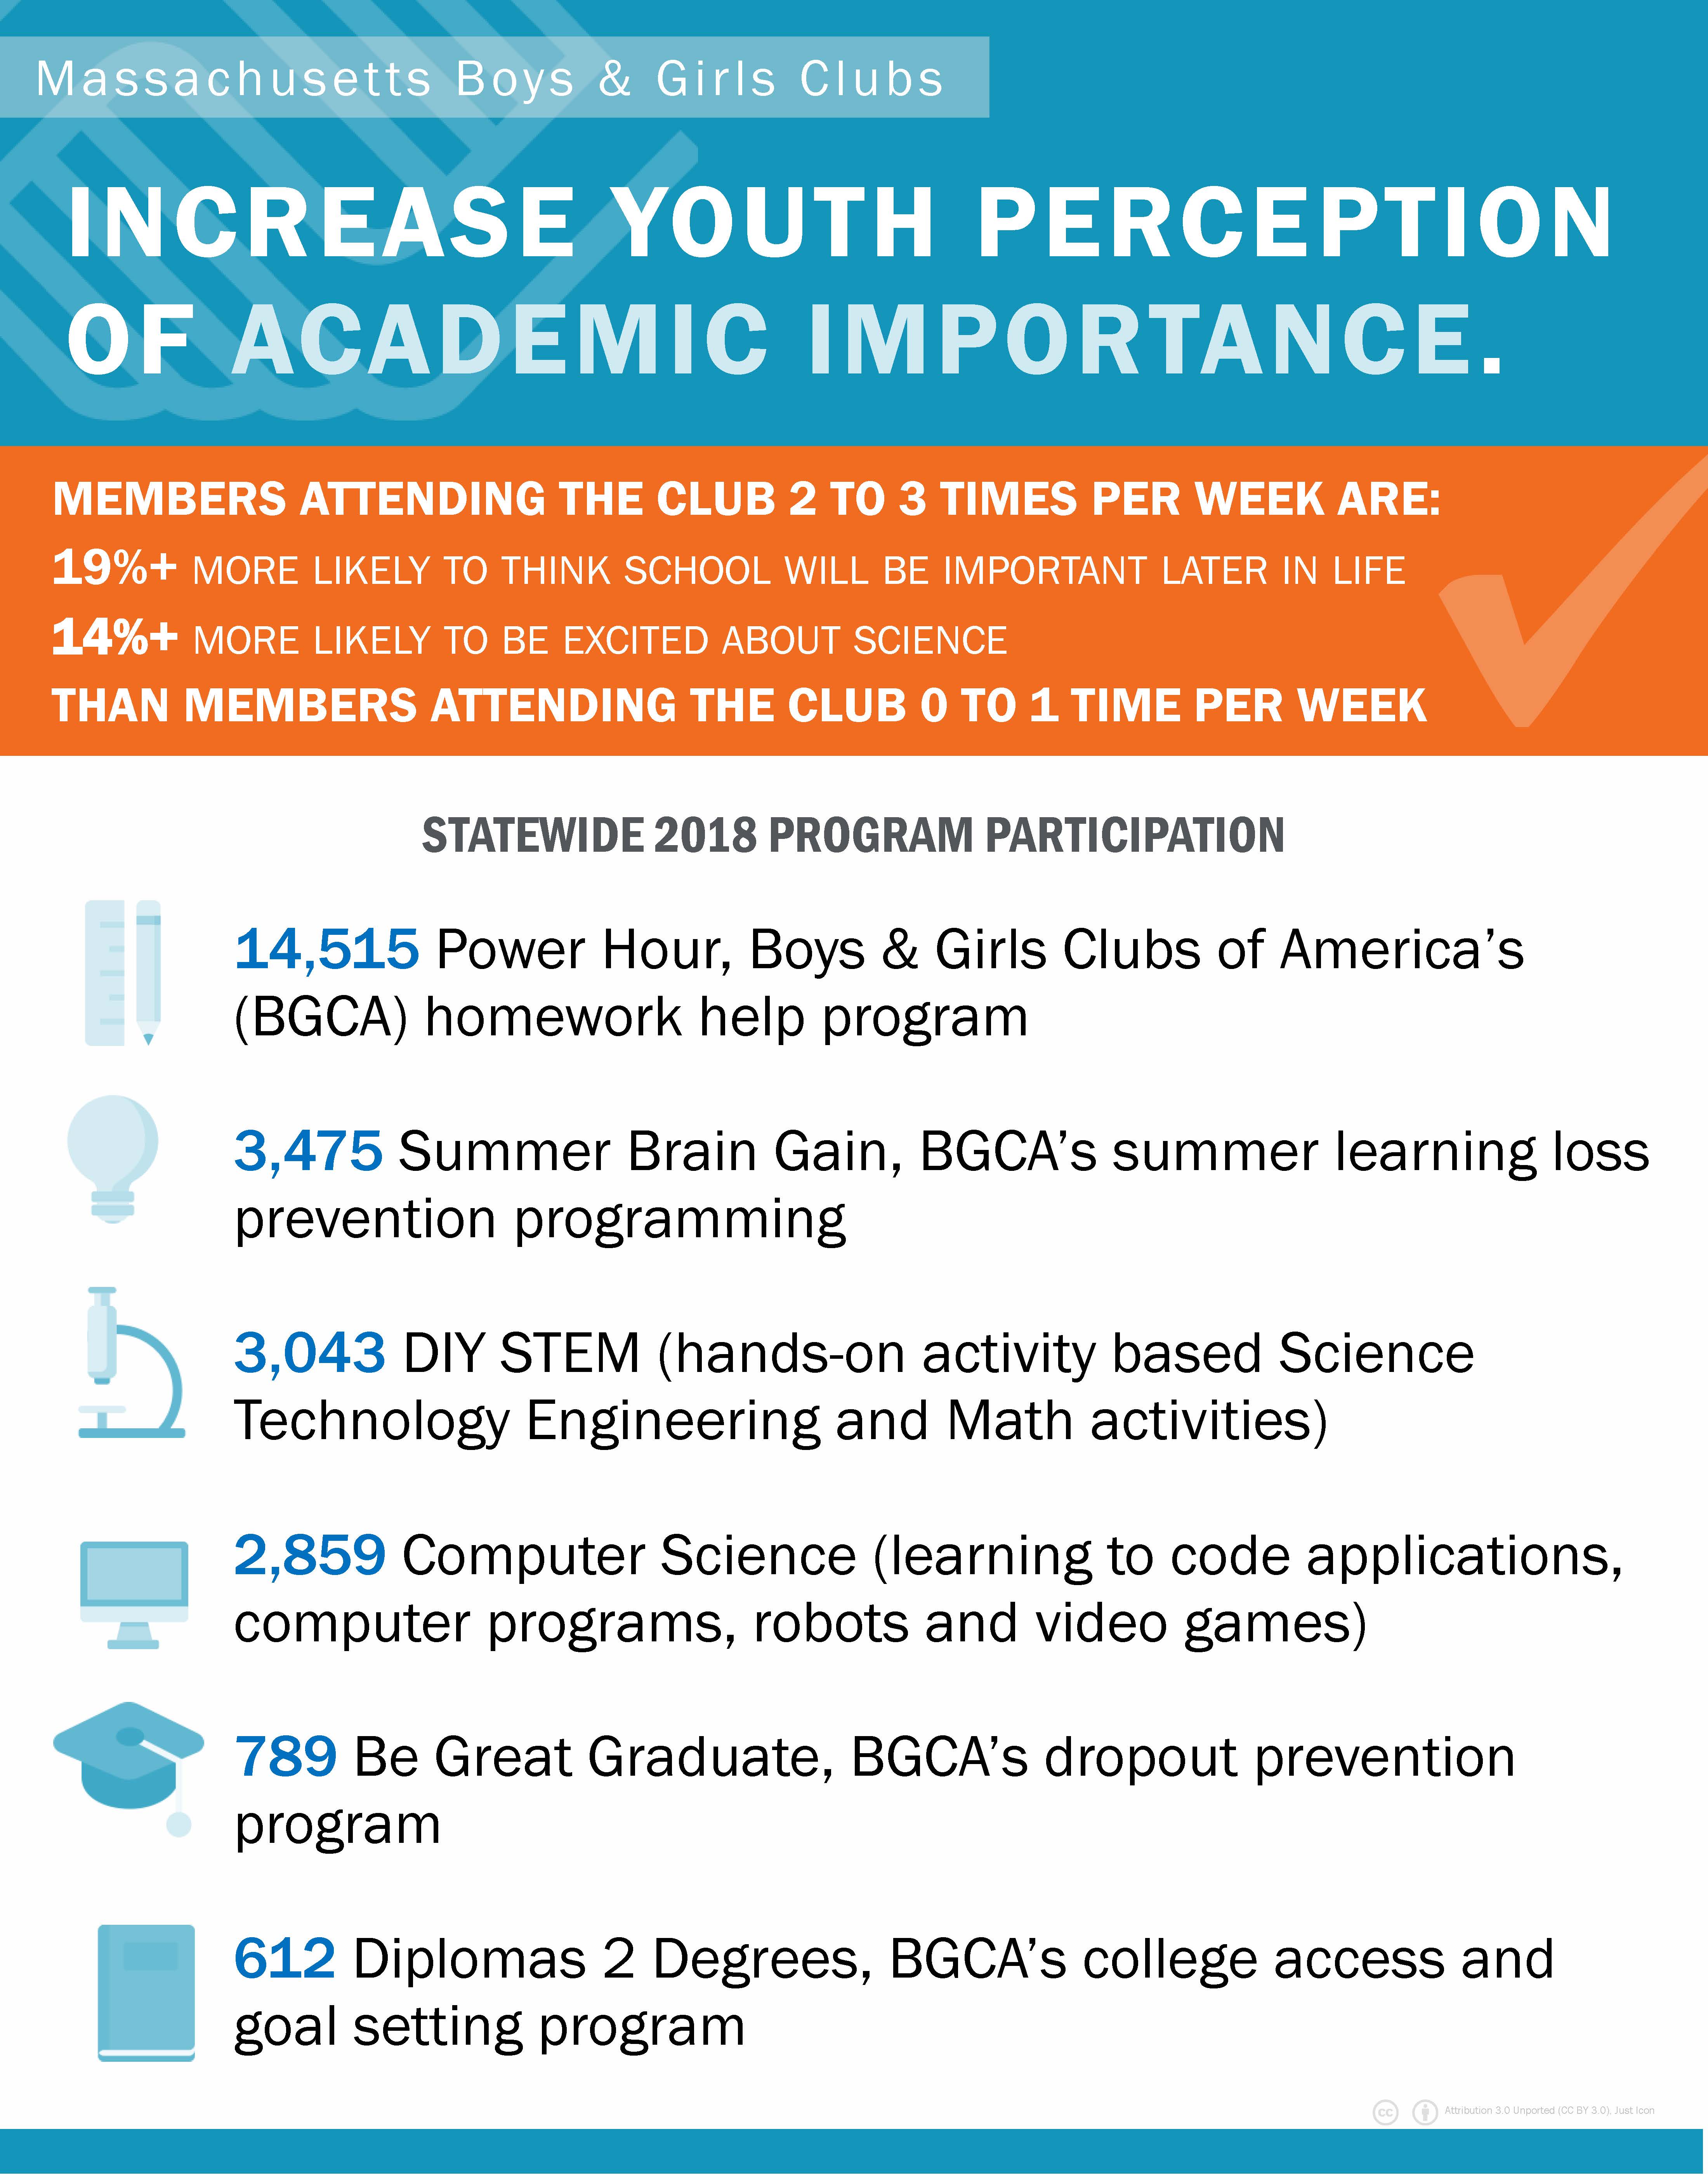 Massachusetts Boys & Girls Clubs
INCREASE YOUTH PERCEPTION
OF ACADEMIC IMPORTANCE.
MEMBERS ATTENDING THE CLUB 2 TO 3 TIMES PER WEEK ARE:
19%+ MORE LIKELY TO THINK SCHOOL WILL BE IMPORTANT LATER IN LIFE
14%+ MORE LIKELY TO BE EXCITED ABOUT SCIENCE
THAN MEMBERS ATTENDING THE CLUB 0 TO 1 TIME PER WEEK
STATEWIDE 2018 PROGRAM PARTICIPATION
14,515 Power Hour, Boys & Girls Clubs of America’s
(BGCA) homework help program
3,475 Summer Brain Gain, BGCA’s summer learning loss
prevention programming
3,043 DIY STEM (hands-on activity based Science
Technology Engineering and Math activities)
2,859 Computer Science (learning to code applications,
computer programs, robots and video games)
789 Be Great Graduate, BGCA’s dropout prevention
program
612 Diplomas 2 Degrees, BGCA’s college access and
goal setting program
cc Attribution 3.0 Unported (CC BY 3.0), Just Icon